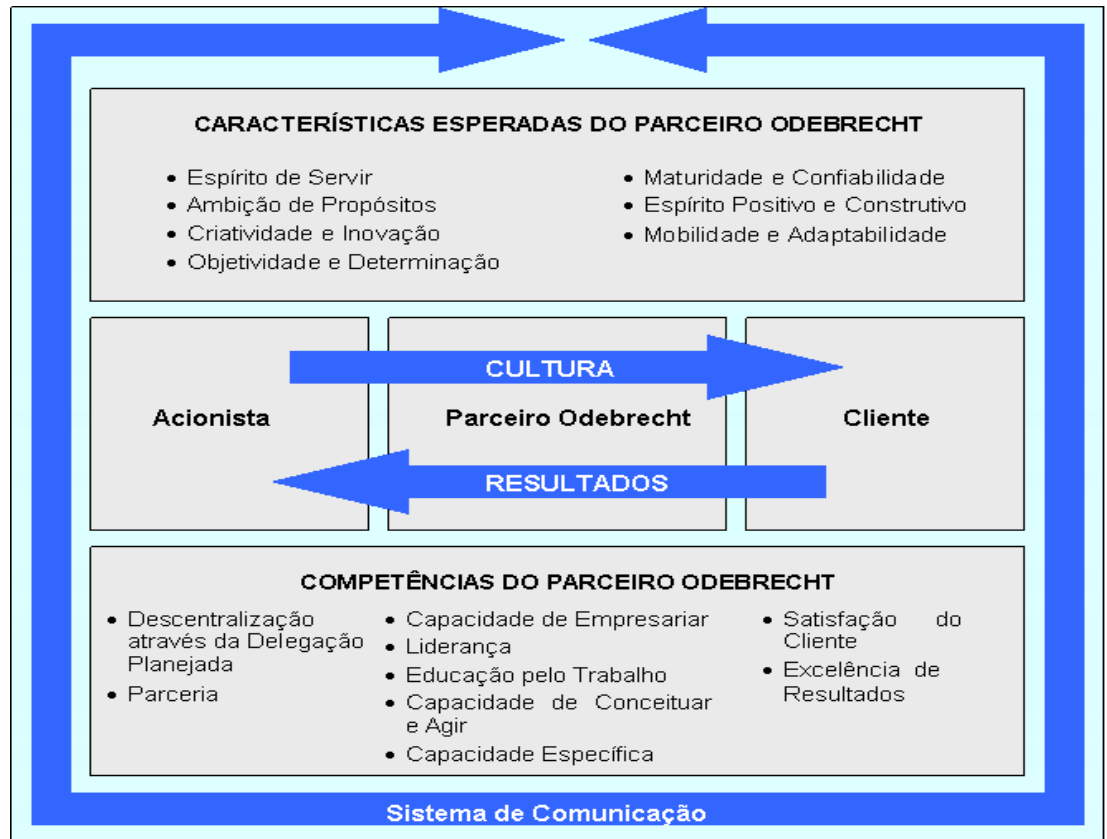 CARACTERÍSTICAS ESPERADAS DO PARCEIRO ODEBRECHT
• Espírito de Servir
• Ambição de Propósitos
• Criatividade e Inovação
• Objetividade e Determinação
• Maturidade e Confiabilidade
• Espírito Positivo e Construtivo
• Mobilidade e Adaptabilidade
CULTURA
Acionista
Parceiro Odebrecht
Cliente
RESULTADOS
COMPETÊNCIAS DO PARCEIRO ODEBRECHT
• Descentralização
através da Delegação
Planejada
• Parceria
• Capacidade de Empresariar
• Liderança
• Educação pelo Trabalho
• Capacidade de Conceituar
e Agir
• Capacidade Específica
• Satisfação do
Cliente
• Excelência de
Resultados
Sistema de Comunicação